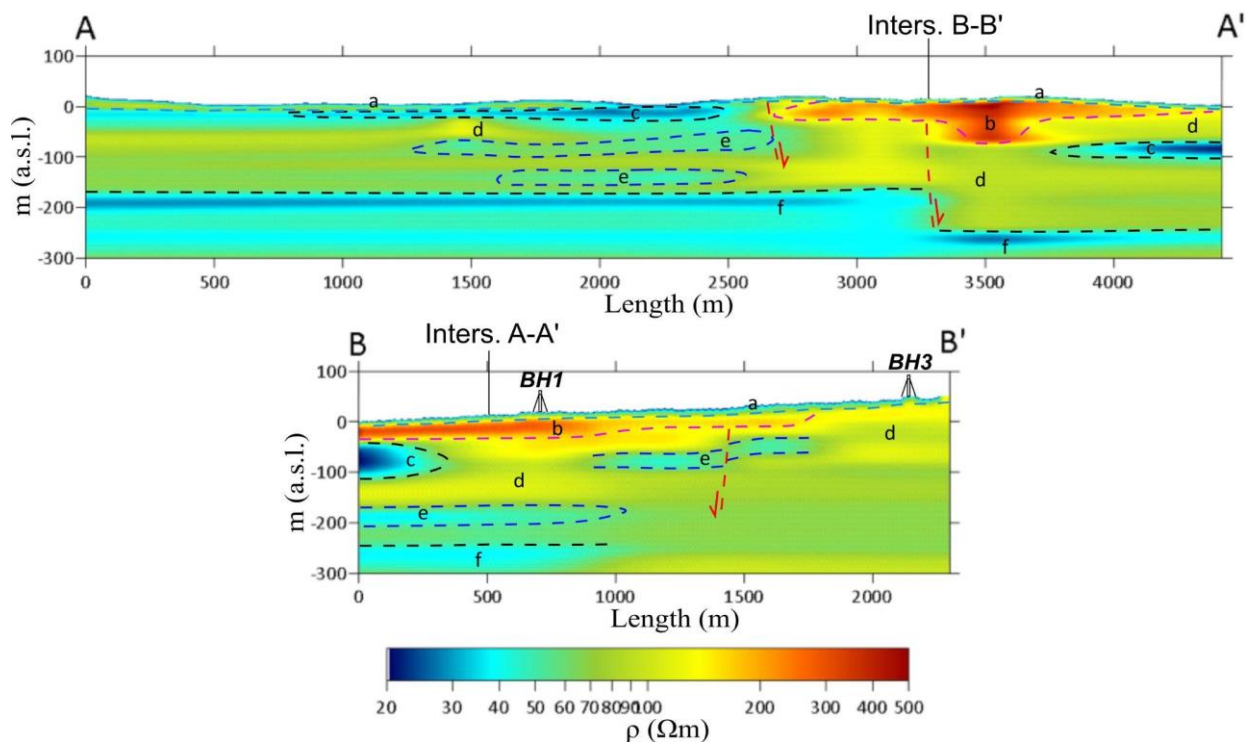 A Inters. B-B' A'
100
0
-100
-200
-300
m (a.s.l.)
a a
b
c
d
c
d
e
e
d
f
f
0 500 1000 1500 2000 2500 3000 3500 4000
Length (m)
B Inters. A-A' B'
BH1 BH3
100
0
-100
-200
-300
m (a.s.l.)
a
b
d
c
e
d
e
f
0 500 1000 1500 2000
Length (m)
20 30 40 50 60 70 80 90 100 200 300 400 500
ρ (Ωm)